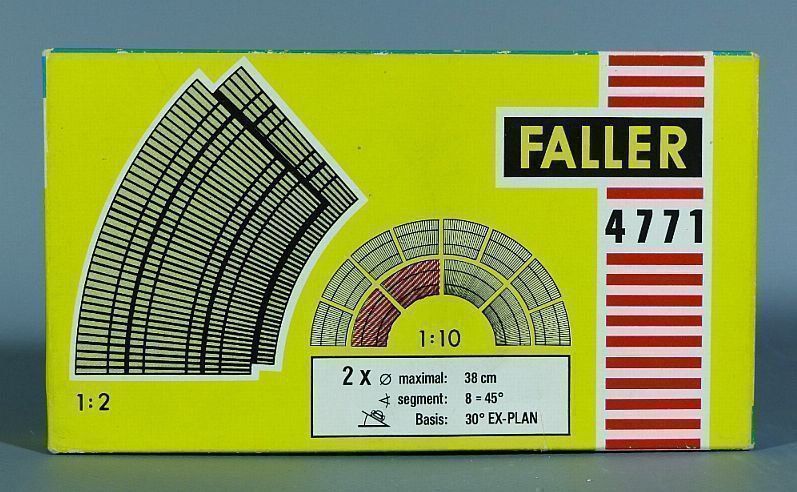 FALLER
4771
1:10
1:2
2 x ∅ maximal: 38 cm
∢ segment: 8 = 45°
Basis: 30° EX-PLAN